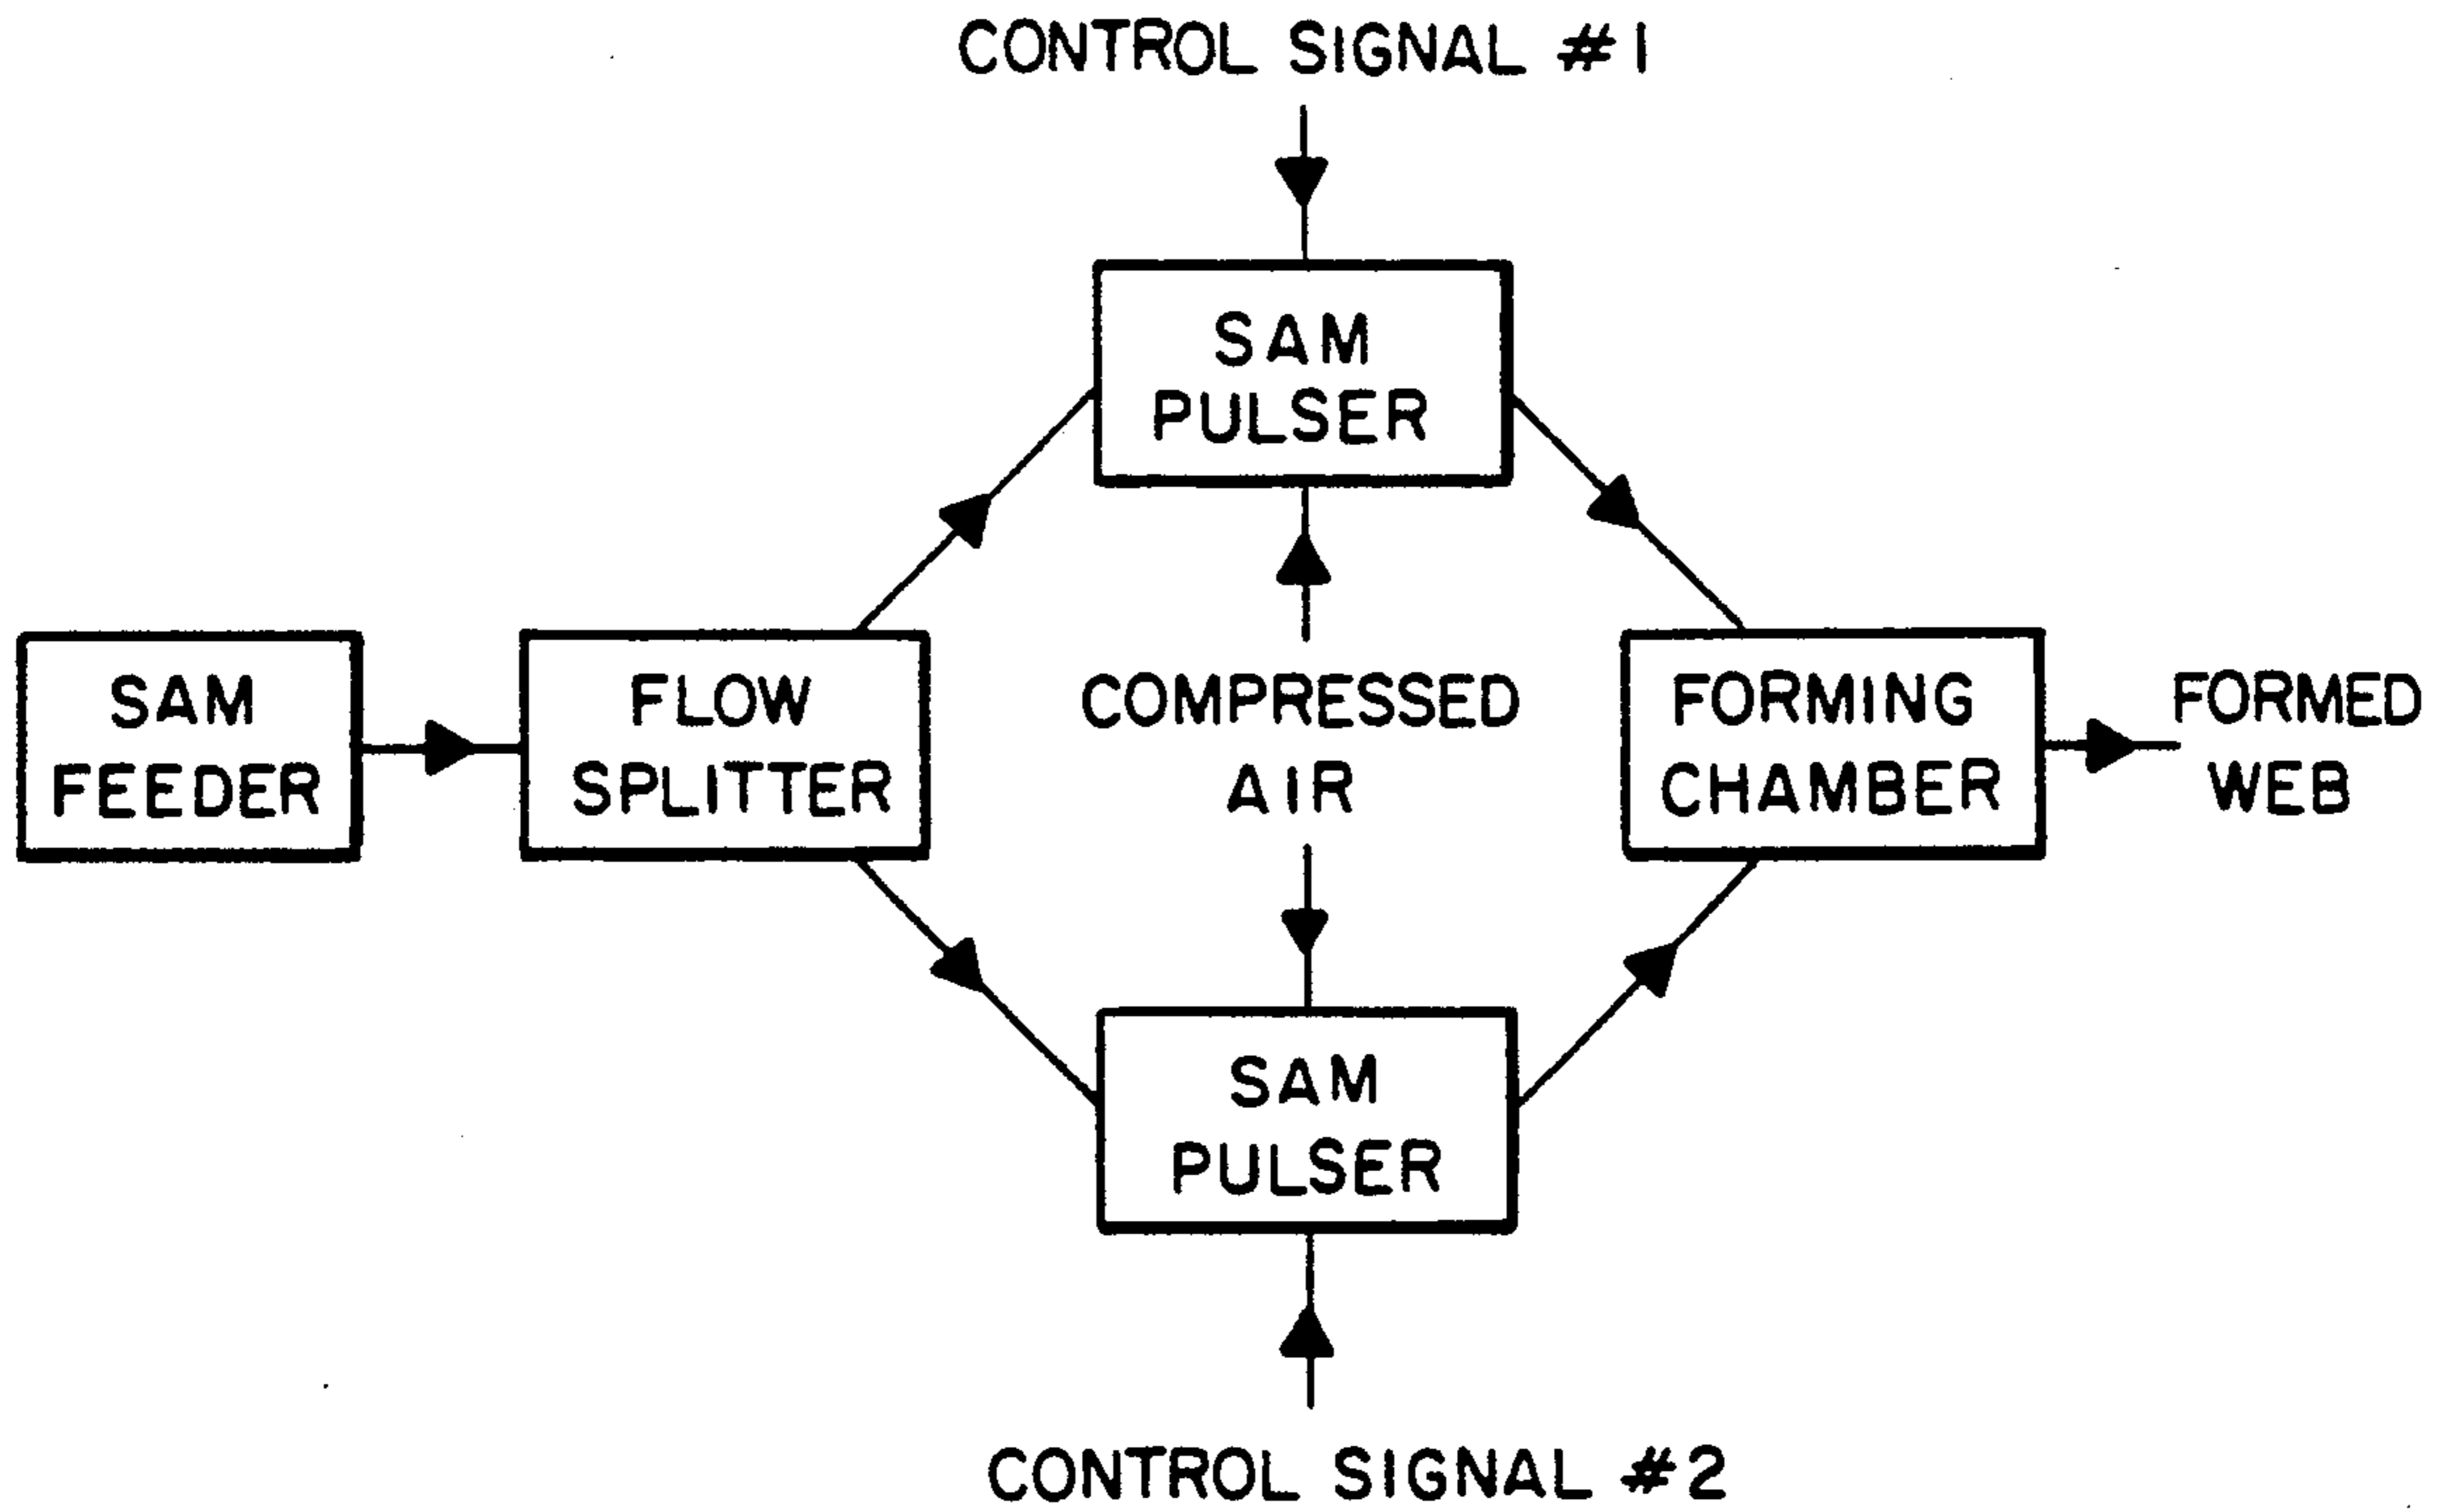 CONTROL SIGNAL #1
SAM
PULSER
SAM
FEEDER
FLOW
SPLITTER
COMPRESSED
AIR
FORMING
CHAMBER
FORMED
WEB
SAM
PULSER
CONTROL SIGNAL #2